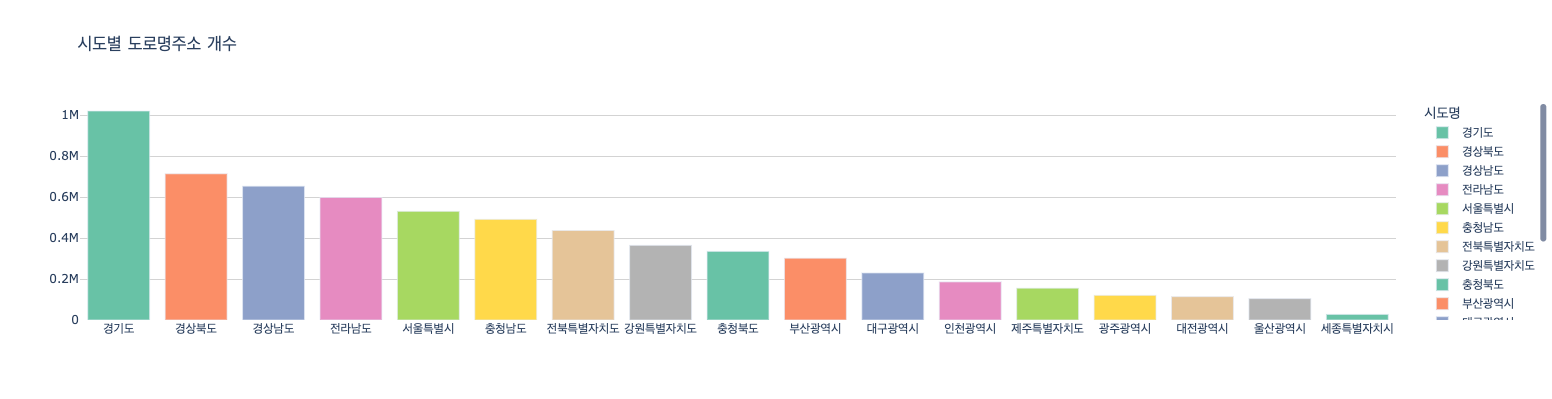 시도별 도로명주소 개수
1M
0.8M
0.6M
0.4M
0.2M
0
경기도 경상북도 경상남도 전라남도 서울특별시 충청남도 전북특별자치도 강원특별자치도 충청북도 부산광역시 대구광역시 인천광역시 제주특별자치도 광주광역시 대전광역시 울산광역시 세종특별자치시
시도명
경기도
경상북도
경상남도
전라남도
서울특별시
충청남도
전북특별자치도
강원특별자치도
충청북도
부산광역시